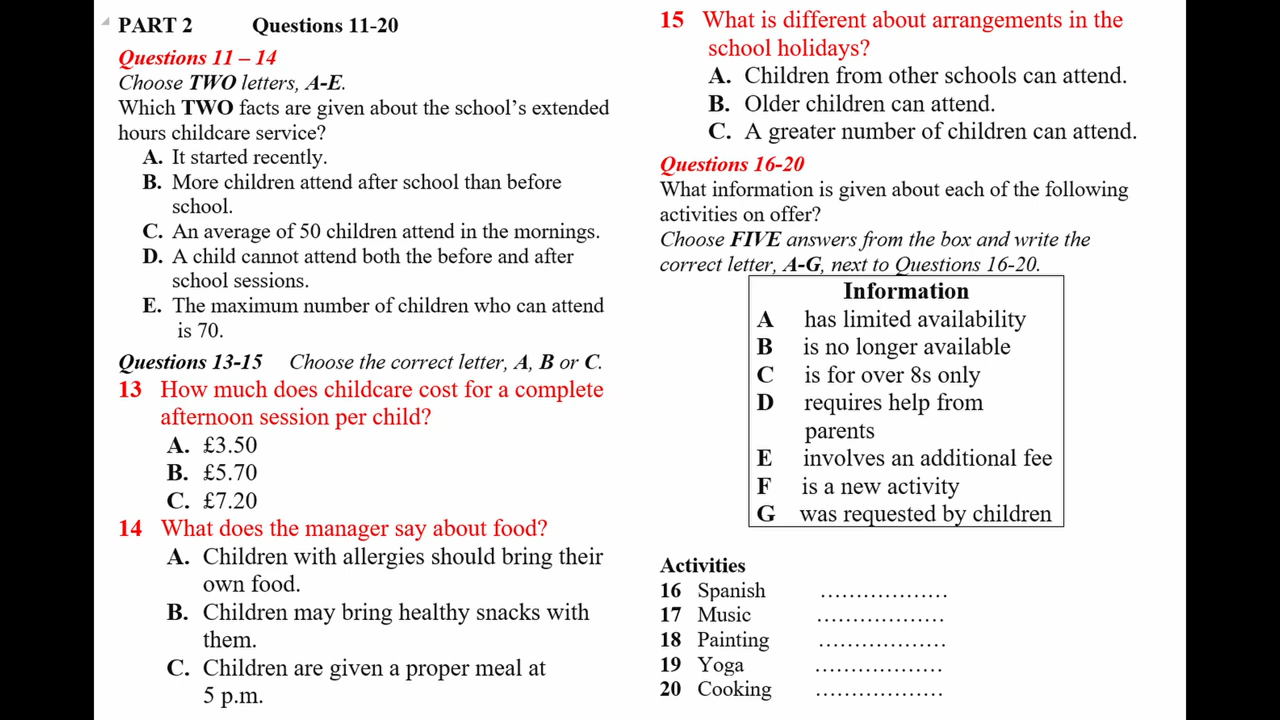 PART 2 Questions 11-20
Questions 11 – 14
Choose TWO letters, A-E.
Which TWO facts are given about the school's extended
hours childcare service?
A. It started recently.
B. More children attend after school than before
school.
C. An average of 50 children attend in the mornings.
D. A child cannot attend both the before and after
school sessions.
E. The maximum number of children who can attend
is 70.
Questions 13-15 Choose the correct letter, A, B or C.
13 How much does childcare cost for a complete
afternoon session per child?
A. £3.50
B. £5.70
C. £7.20
14 What does the manager say about food?
A. Children with allergies should bring their
own food.
B. Children may bring healthy snacks with
them.
C. Children are given a proper meal at
5 p.m.
15 What is different about arrangements in the
school holidays?
A. Children from other schools can attend.
B. Older children can attend.
C. A greater number of children can attend.
Questions 16-20
What information is given about each of the following
activities on offer?
Choose FIVE answers from the box and write the
correct letter, A-G, next to Questions 16-20.
Information
A has limited availability
B is no longer available
C is for over 8s only
D requires help from
parents
E involves an additional fee
F is a new activity
G was requested by children
Activities
16 Spanish ..................
17 Music ..................
18 Painting ..................
19 Yoga ..................
20 Cooking ..................